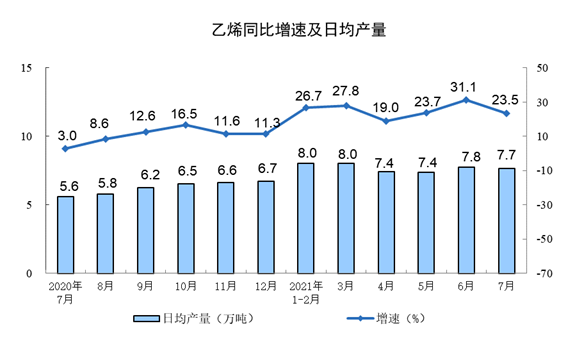 乙烯同比增速及日均产量
15
10
5
0
50
30
10
-10
-30
-50
-70
3.0
8.6
12.6
16.5
11.6
11.3
26.7
27.8
19.0
23.7
31.1
23.5
5.6
5.8
6.2
6.5
6.6
6.7
8.0
8.0
7.4
7.4
7.8
7.7
2020年
7月
8月
9月
10月
11月
12月
2021年
1-2月
3月
4月
5月
6月
7月
日均产量（万吨）
增速（%）